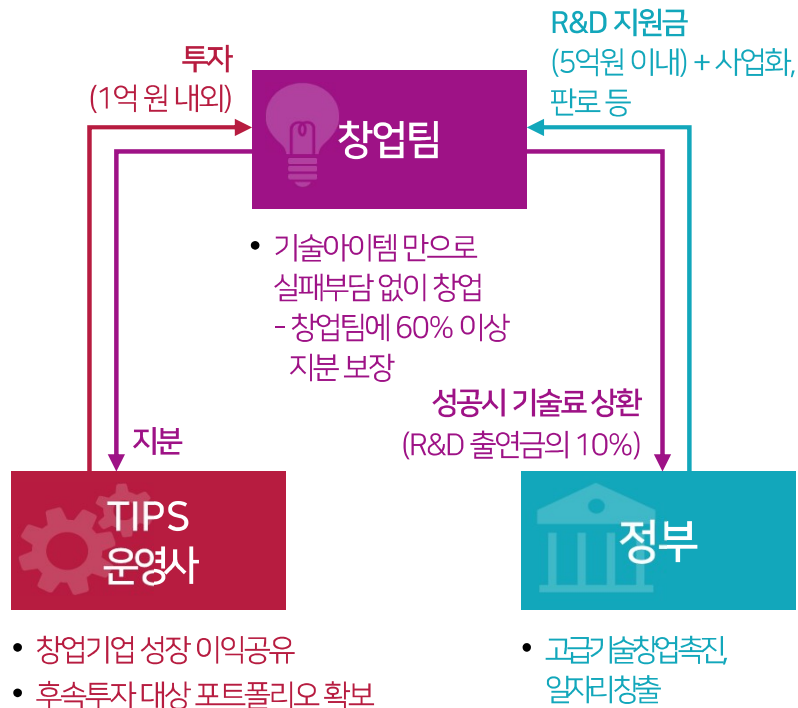 투자
(1억 원 내외)
R&D 지원금
(5억원 이내) + 사업화,
판로 등
창업팀
• 기술아이템 만으로
실패부담 없이 창업
- 창업팀에 60% 이상
지분 보장
성공시 기술료 상환
(R&D 출연금의 10%)
지분
TIPS
운영사
정부
• 창업기업 성장 이익공유
• 후속투자 대상 포트폴리오 확보
• 고급기술창업촉진,
일자리창출